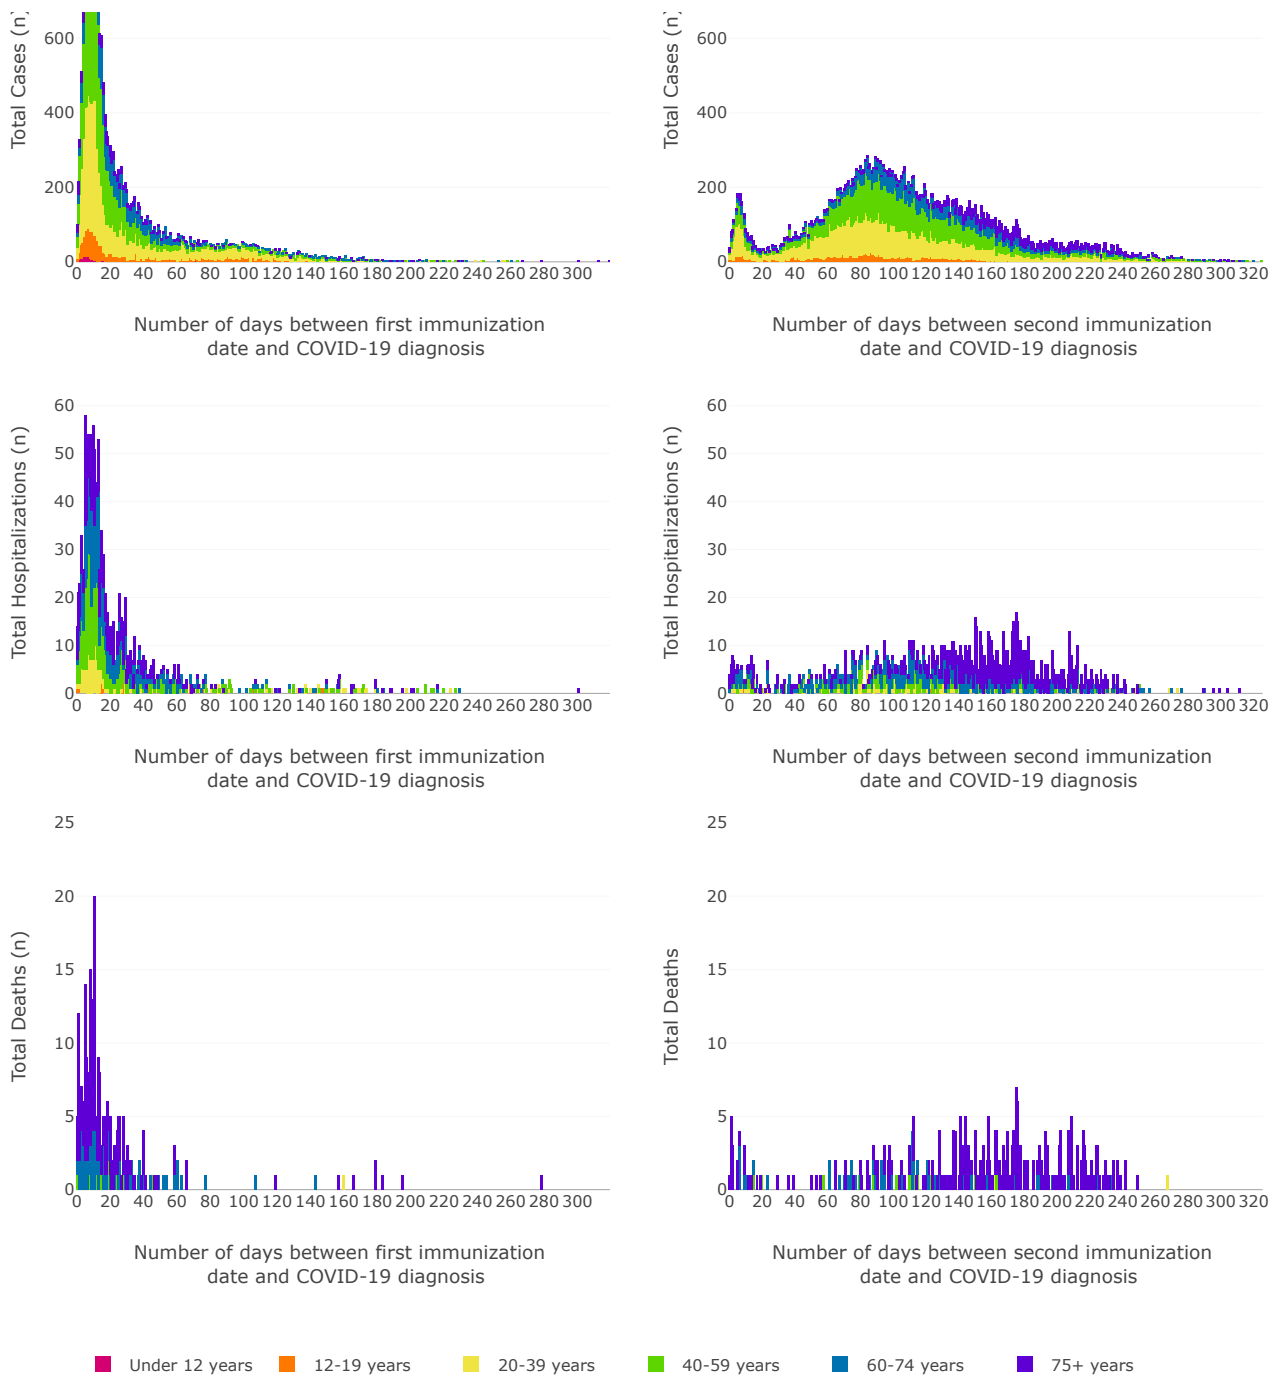 600
400
200
0
Total Cases (n)
0 20 40 60 80 100 120 140 160 180 200 220 240 260 280 300
Number of days between first immunization
date and COVID-19 diagnosis
600
400
200
0
Total Cases (n)
0 20 40 60 80 100 120 140 160 180 200 220 240 260 280 300 320
Number of days between second immunization
date and COVID-19 diagnosis
60
50
40
30
20
10
0
Total Hospitalizations (n)
0 20 40 60 80 100 120 140 160 180 200 220 240 260 280 300
Number of days between first immunization
date and COVID-19 diagnosis
60
50
40
30
20
10
0
Total Hospitalizations (n)
0 20 40 60 80 100 120 140 160 180 200 220 240 260 280 300 320
Number of days between second immunization
date and COVID-19 diagnosis
25
20
15
10
5
0
Total Deaths (n)
0 20 40 60 80 100 120 140 160 180 200 220 240 260 280 300
Number of days between first immunization
date and COVID-19 diagnosis
25
20
15
10
5
0
Total Deaths
0 20 40 60 80 100 120 140 160 180 200 220 240 260 280 300 320
Number of days between second immunization
date and COVID-19 diagnosis
Under 12 years 12-19 years 20-39 years 40-59 years 60-74 years 75+ years